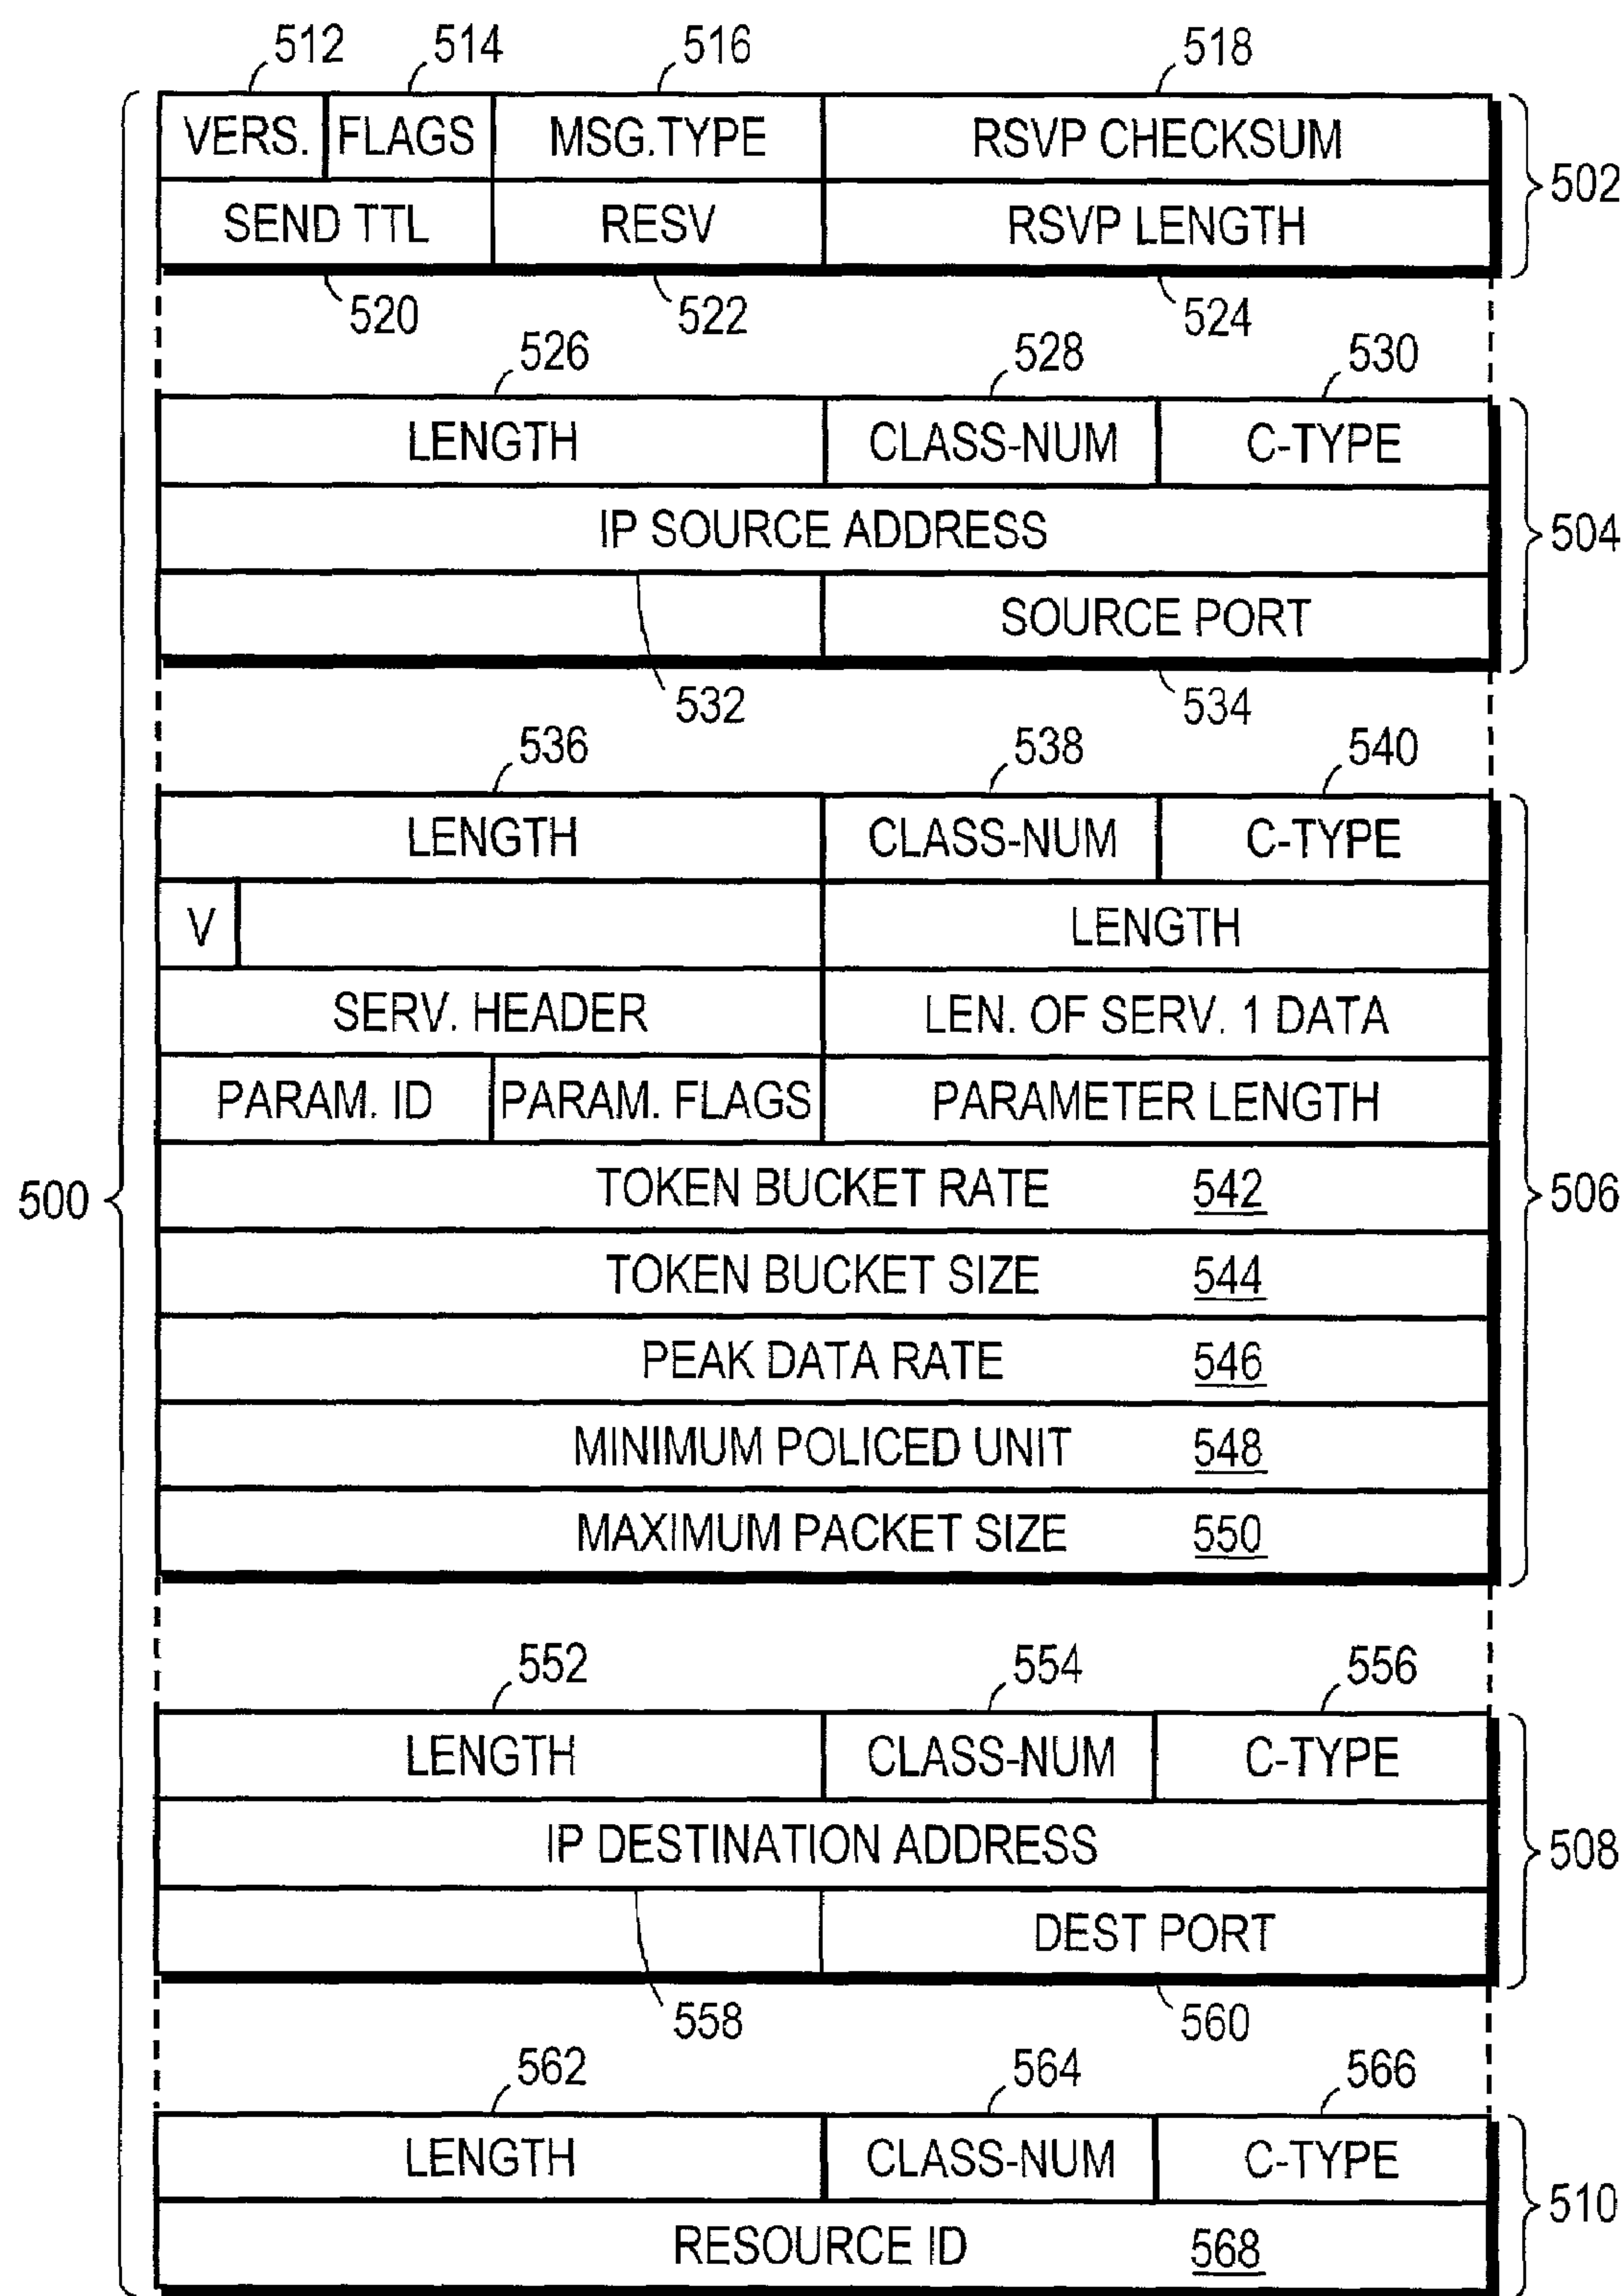 512 514 516 518
VERS. FLAGS MSG.TYPE RSVP CHECKSUM
502
SEND TTL RESV RSVP LENGTH
520 522 524
526 528 530
LENGTH CLASS-NUM C-TYPE
IP SOURCE ADDRESS
504
SOURCE PORT
532 534
536 538 540
LENGTH CLASS-NUM C-TYPE
V LENGTH
SERV. HEADER LEN. OF SERV. 1 DATA
PARAM. ID PARAM. FLAGS PARAMETER LENGTH
500 TOKEN BUCKET RATE 542 506
TOKEN BUCKET SIZE 544
PEAK DATA RATE 546
MINIMUM POLICED UNIT 548
MAXIMUM PACKET SIZE 550
552 554 556
LENGTH CLASS-NUM C-TYPE
IP DESTINATION ADDRESS 508
DEST PORT
558 560
562 564 566
LENGTH CLASS-NUM C-TYPE
510
RESOURCE ID 568